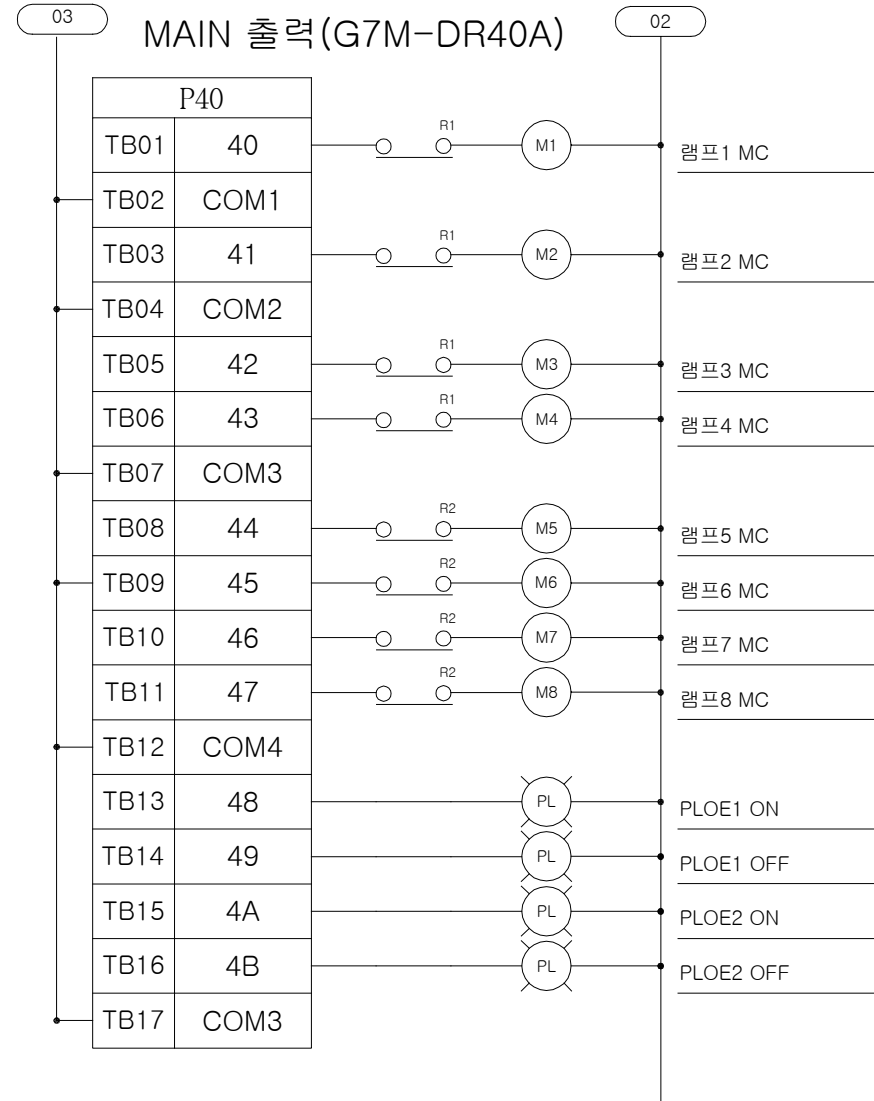 03
MAIN 출력(G7M-DR40A)
02
P40
TB01 40 R1 M1 램프1 MC
TB02 COM1
TB03 41 R1 M2 램프2 MC
TB04 COM2
TB05 42 R1 M3 램프3 MC
TB06 43 R1 M4 램프4 MC
TB07 COM3
TB08 44 R2 M5 램프5 MC
TB09 45 R2 M6 램프6 MC
TB10 46 R2 M7 램프7 MC
TB11 47 R2 M8 램프8 MC
TB12 COM4
TB13 48 PL PLOE1 ON
TB14 49 PL PLOE1 OFF
TB15 4A PL PLOE2 ON
TB16 4B PL PLOE2 OFF
TB17 COM3